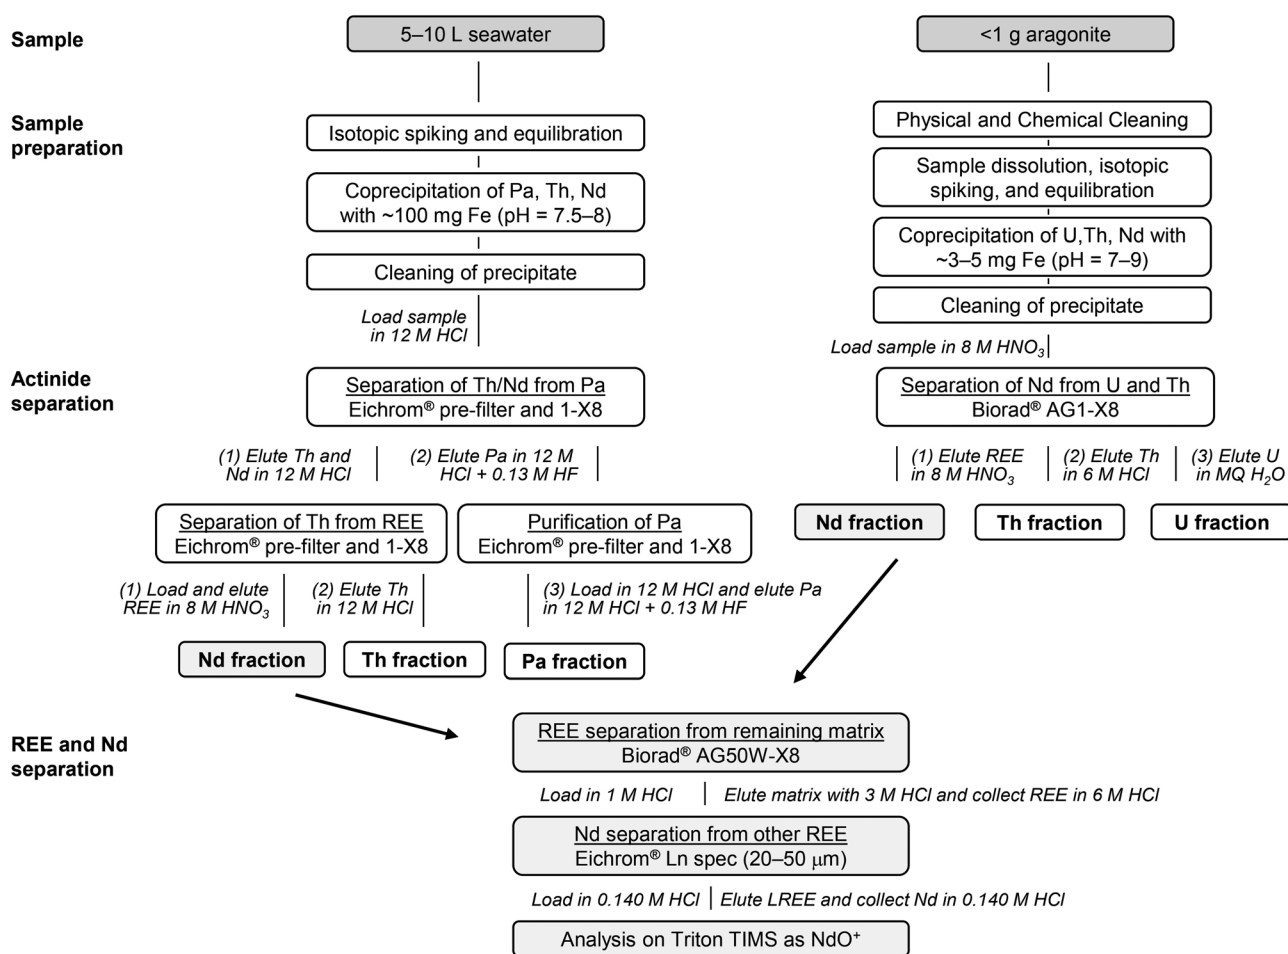 Sample
5–10 L seawater
<1 g aragonite
Sample
preparation
Isotopic spiking and equilibration
Coprecipitation of Pa, Th, Nd
with ~100 mg Fe (pH = 7.5–8)
Cleaning of precipitate
Load sample
in 12 M HCl
Physical and Chemical Cleaning
Sample dissolution, isotopic
spiking, and equilibration
Coprecipitation of U,Th, Nd with
~3–5 mg Fe (pH = 7–9)
Cleaning of precipitate
Load sample in 8 M HNO₃
Actinide
separation
Separation of Th/Nd from Pa
Eichrom® pre-filter and 1-X8
(1) Elute Th and
Nd in 12 M HCl
(2) Elute Pa in 12 M
HCl + 0.13 M HF
Separation of Th from REE
Eichrom® pre-filter and 1-X8
Purification of Pa
Eichrom® pre-filter and 1-X8
(1) Load and elute
REE in 8 M HNO₃
(2) Elute Th
in 12 M HCl
(3) Load in 12 M HCl and elute Pa
in 12 M HCl + 0.13 M HF
Nd fraction
Th fraction
Pa fraction
Separation of Nd from U and Th
Biorad® AG1-X8
(1) Elute REE
in 8 M HNO₃
(2) Elute Th
in 6 M HCl
(3) Elute U
in MQ H₂O
Nd fraction
Th fraction
U fraction
REE and Nd
separation
REE separation from remaining matrix
Biorad® AG50W-X8
Load in 1 M HCl
Elute matrix with 3 M HCl and collect REE in 6 M HCl
Nd separation from other REE
Eichrom® Ln spec (20–50 μm)
Load in 0.140 M HCl
Elute LREE and collect Nd in 0.140 M HCl
Analysis on Triton TIMS as NdO⁺